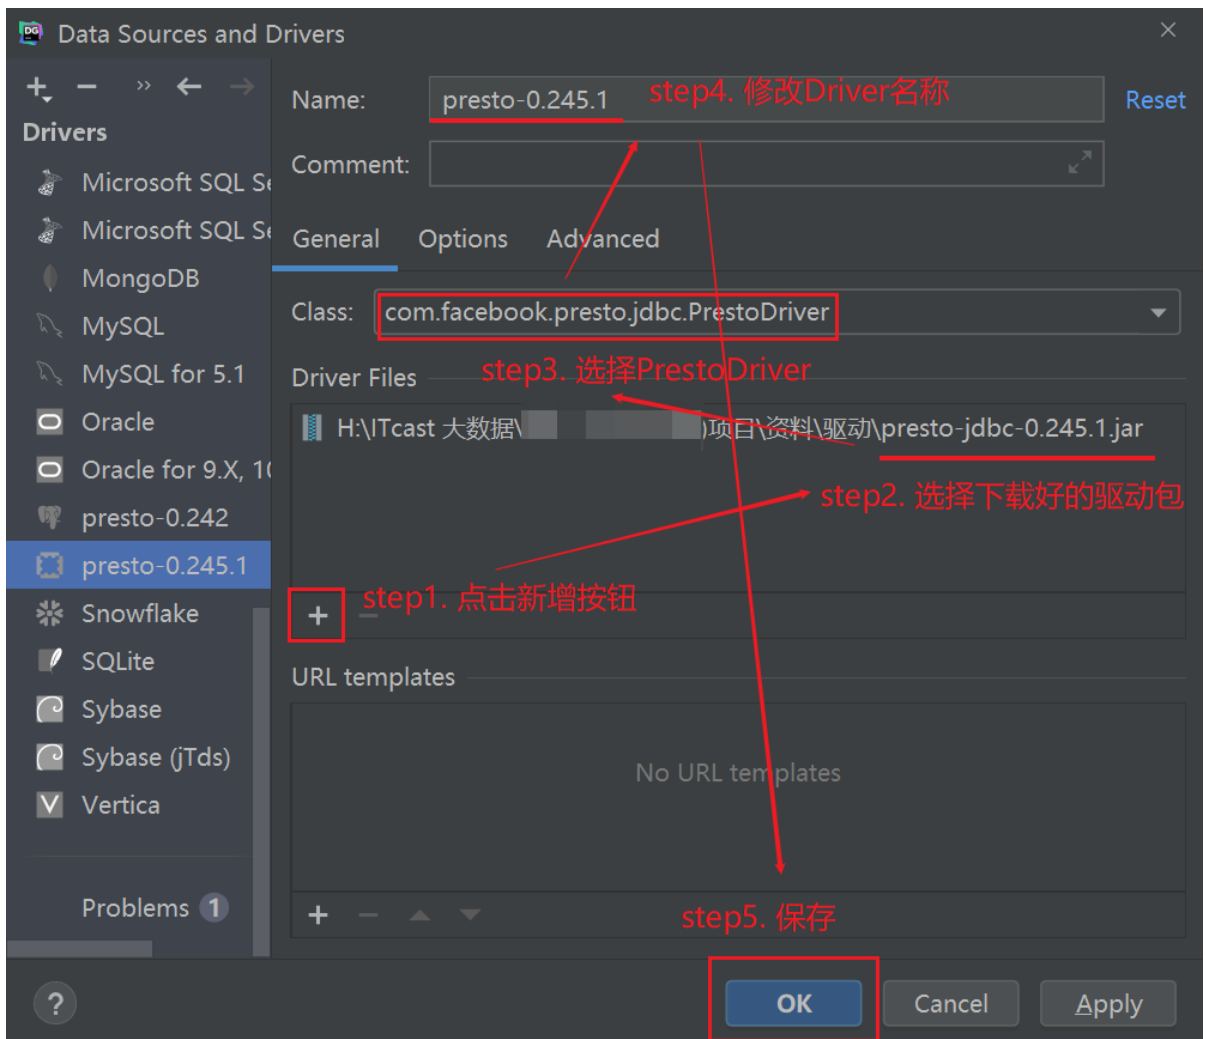 DG Data Sources and Drivers
Drivers
Microsoft SQL Se
Microsoft SQL Se
MongoDB
MySQL
MySQL for 5.1
Oracle
Oracle for 9.X, 10
presto-0.242
presto-0.245.1
Snowflake
SQLite
Sybase
Sybase (jTds)
Vertica
Problems 1
Name: presto-0.245.1 step4. 修改Driver名称 Reset
Comment:
General Options Advanced
Class: com.facebook.presto.jdbc.PrestoDriver
Driver Files step3. 选择PrestoDriver
H:\ITcast 大数据\ )项目\资料\驱动\presto-jdbc-0.245.1.jar
step2. 选择下载好的驱动包
step1. 点击新增按钮
URL templates
No URL templates
step5. 保存
? OK Cancel Apply